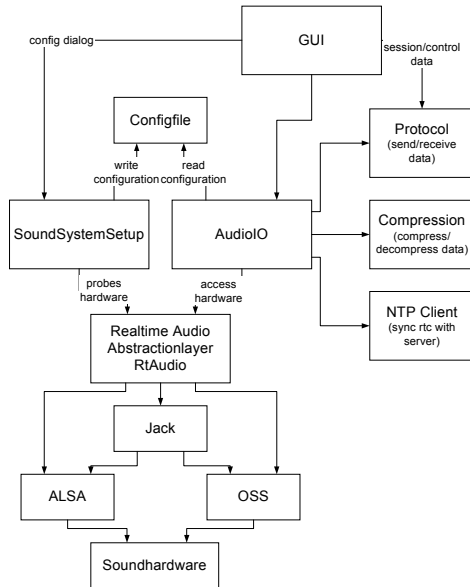 GUI
config dialog
session/control
data
Configfile
Protocol
(send/receive
data)
write
configuration
read
configuration
SoundSystemSetup
AudioIO
Compression
(compress/
decompress data)
probes
hardware
access
hardware
NTP Client
(sync rtc with
server)
Realtime Audio
Abstractionlayer
RtAudio
Jack
ALSA
OSS
Soundhardware